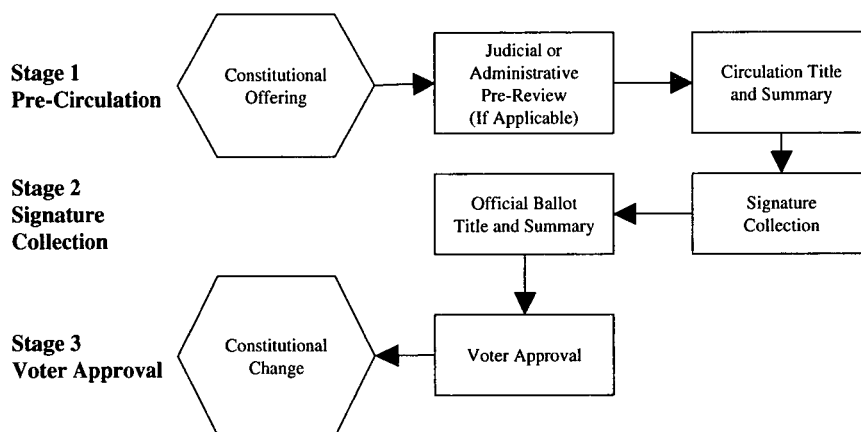 Stage 1
Pre-Circulation
Constitutional
Offering
Judicial or
Administrative
Pre-Review
(If Applicable)
Circulation Title
and Summary
Stage 2
Signature
Collection
Official Ballot
Title and Summary
Signature
Collection
Stage 3
Voter Approval
Constitutional
Change
Voter Approval